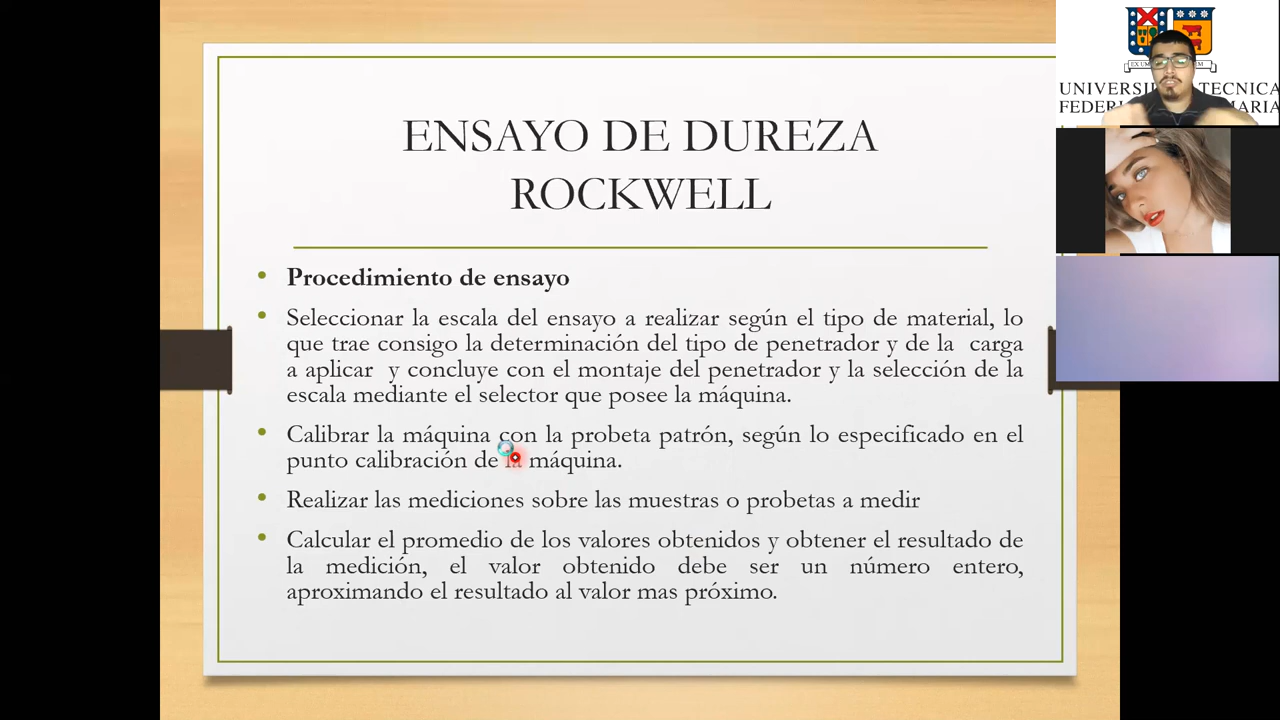 ENSAYO DE DUREZA
ROCKWELL
• Procedimiento de ensayo
• Seleccionar la escala del ensayo a realizar según el tipo de material, lo
que trae consigo la determinación del tipo de penetrador y de la carga
a aplicar y concluye con el montaje del penetrador y la selección de la
escala mediante el selector que posee la máquina.
• Calibrar la máquina con la probeta patrón, según lo especificado en el
punto calibración de la máquina.
• Realizar las mediciones sobre las muestras o probetas a medir
• Calcular el promedio de los valores obtenidos y obtener el resultado de
la medición, el valor obtenido debe ser un número entero,
aproximando el resultado al valor mas próximo.